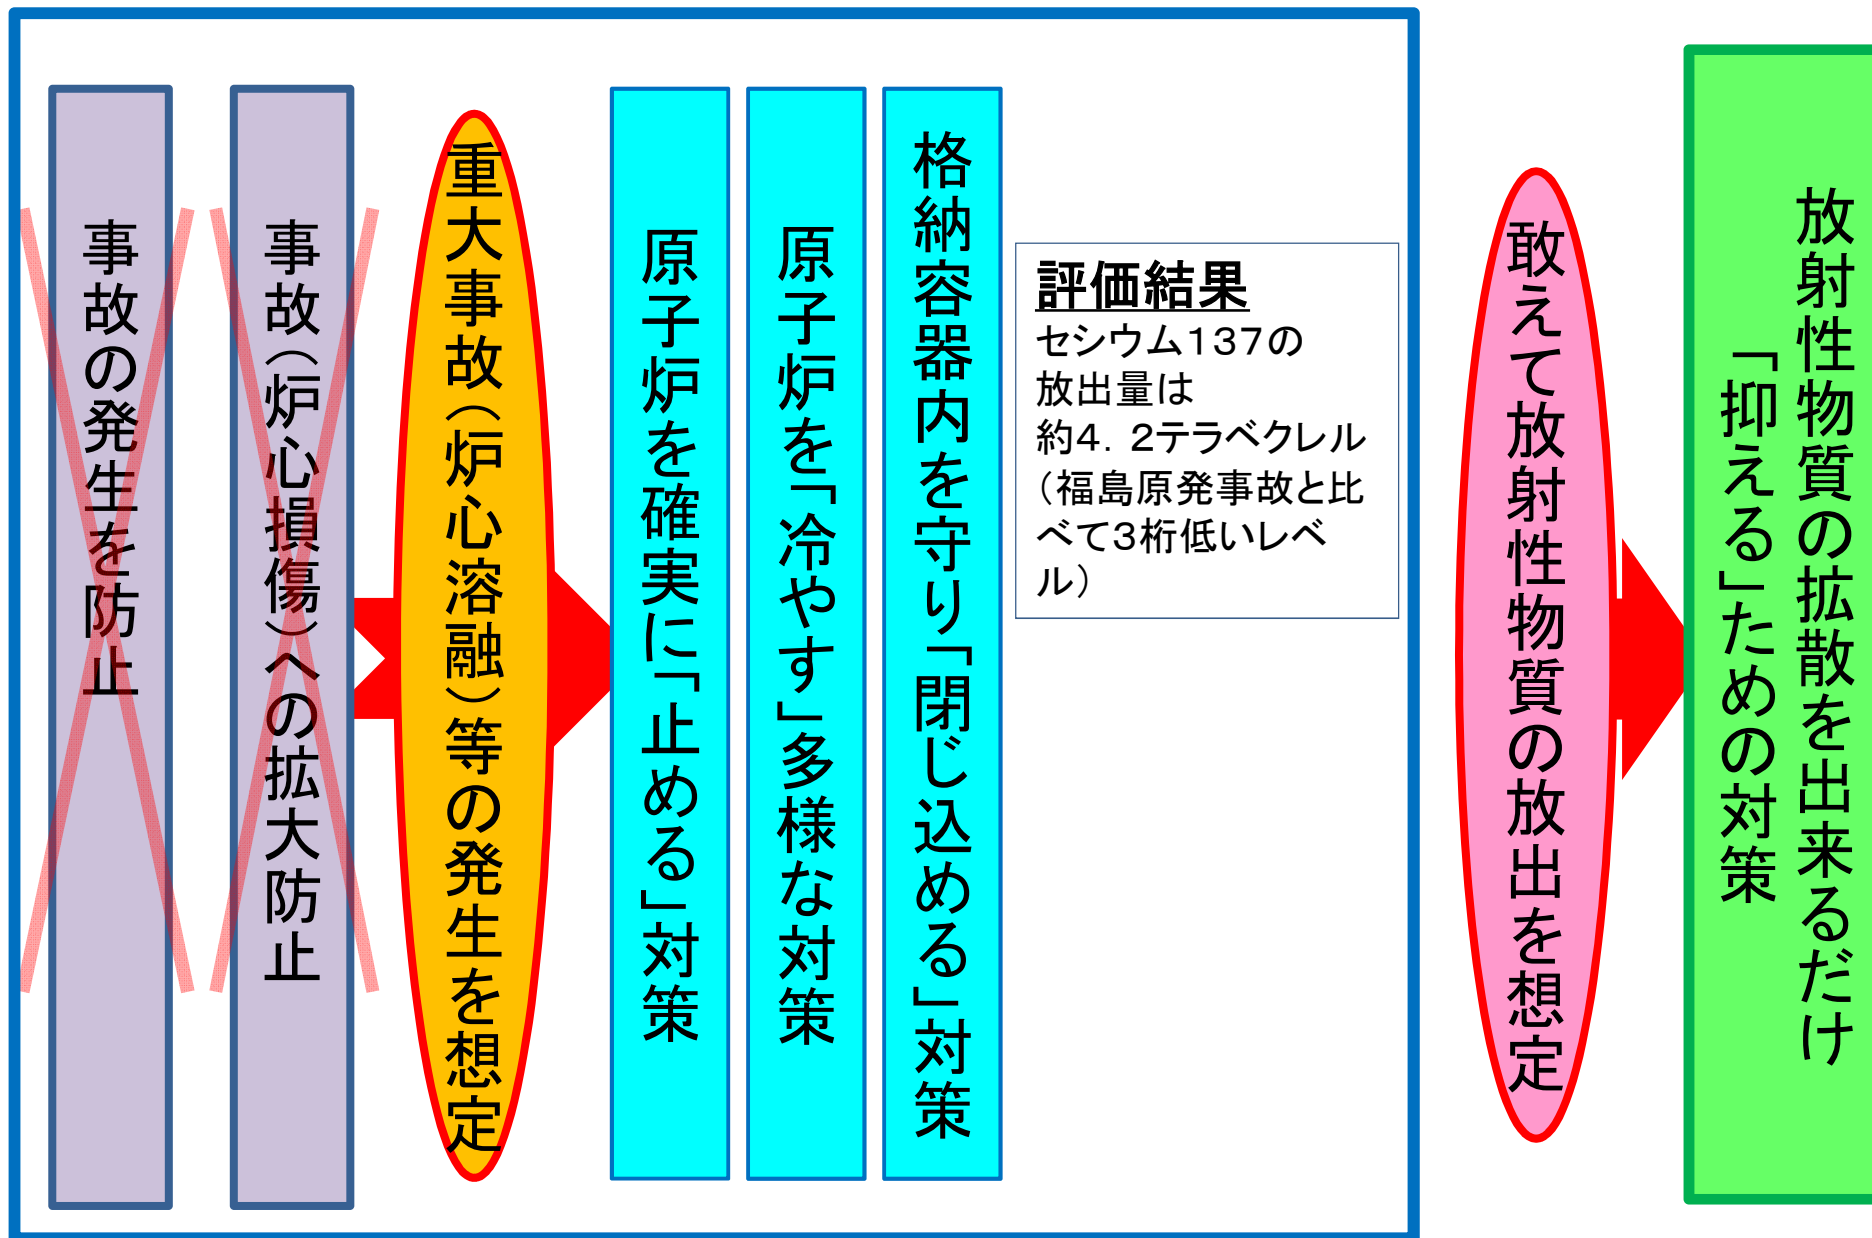 事故の発生を防止
事故（炉心損傷）への拡大防止
重大事故（炉心溶融）等の発生を想定
原子炉を確実に「止める」対策
原子炉を「冷やす」多様な対策
格納容器内を守り「閉じ込める」対策
評価結果
セシウム１３７の
放出量は
約４．２テラベクレル
（福島原発事故と比
べて３桁低いレベ
ル）
敢えて放射性物質の放出を想定
放射性物質の拡散を出来るだけ
「抑える」ための対策